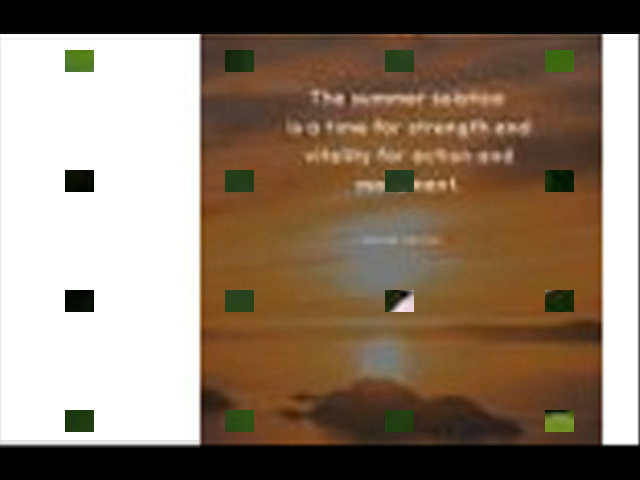 The summer solstice
is a time for strength and
vitality for action and